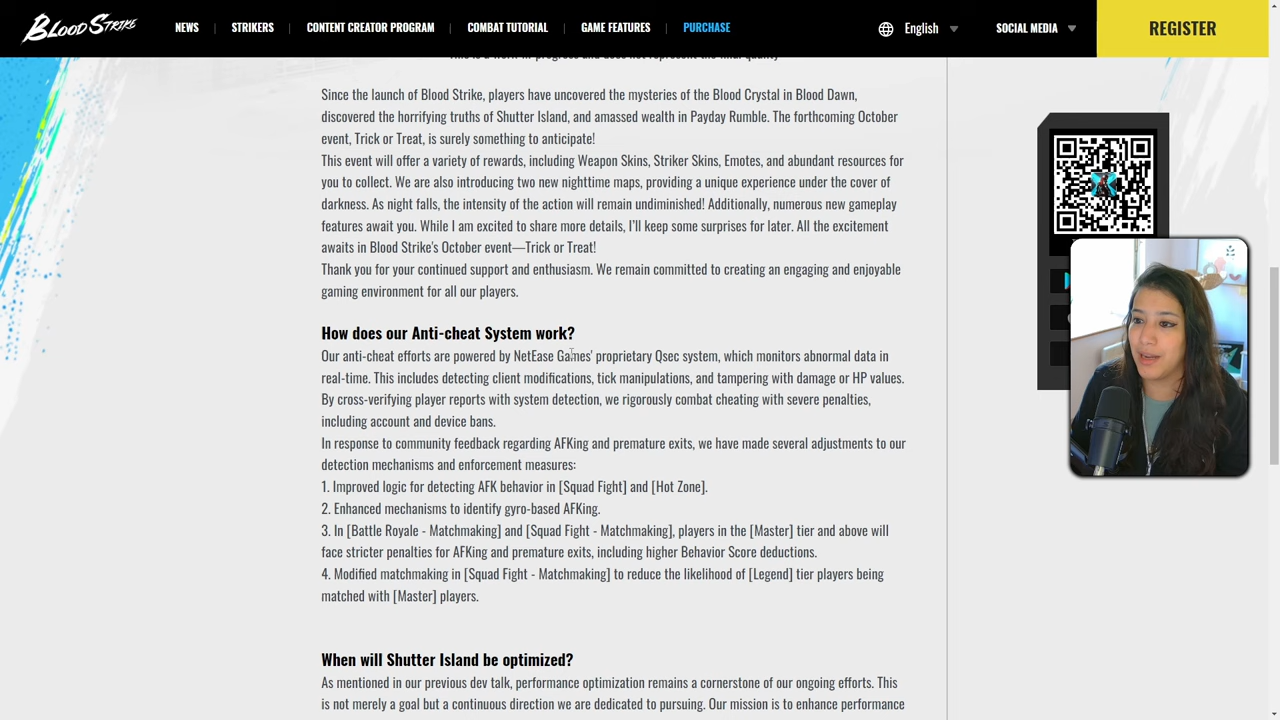 BLOOD STRIKE
NEWS
STRIKERS
CONTENT CREATOR PROGRAM
COMBAT TUTORIAL
GAME FEATURES
PURCHASE
English
SOCIAL MEDIA
REGISTER
This is a work-in-progress and does not represent the final quality
Since the launch of Blood Strike, players have uncovered the mysteries of the Blood Crystal in Blood Dawn,
discovered the horrifying truths of Shutter Island, and amassed wealth in Payday Rumble. The forthcoming October
event, Trick or Treat, is surely something to anticipate!
This event will offer a variety of rewards, including Weapon Skins, Striker Skins, Emotes, and abundant resources for
you to collect. We are also introducing two new nighttime maps, providing a unique experience under the cover of
darkness. As night falls, the intensity of the action will remain undiminished! Additionally, numerous new gameplay
features await you. While I am excited to share more details, I'll keep some surprises for later. All the excitement
awaits in Blood Strike's October event—Trick or Treat!
Thank you for your continued support and enthusiasm. We remain committed to creating an engaging and enjoyable
gaming environment for all our players.
How does our Anti-cheat System work?
Our anti-cheat efforts are powered by NetEase Games' proprietary Qsec system, which monitors abnormal data in
real-time. This includes detecting client modifications, tick manipulations, and tampering with damage or HP values.
By cross-verifying player reports with system detection, we rigorously combat cheating with severe penalties,
including account and device bans.
In response to community feedback regarding AFKing and premature exits, we have made several adjustments to our
detection mechanisms and enforcement measures:
1. Improved logic for detecting AFK behavior in [Squad Fight] and [Hot Zone].
2. Enhanced mechanisms to identify gyro-based AFKing.
3. In [Battle Royale - Matchmaking] and [Squad Fight - Matchmaking], players in the [Master] tier and above will
face stricter penalties for AFKing and premature exits, including higher Behavior Score deductions.
4. Modified matchmaking in [Squad Fight - Matchmaking] to reduce the likelihood of [Legend] tier players being
matched with [Master] players.
When will Shutter Island be optimized?
As mentioned in our previous dev talk, performance optimization remains a cornerstone of our ongoing efforts. This
is not merely a goal but a continuous direction we are dedicated to pursuing. Our mission is to enhance performance